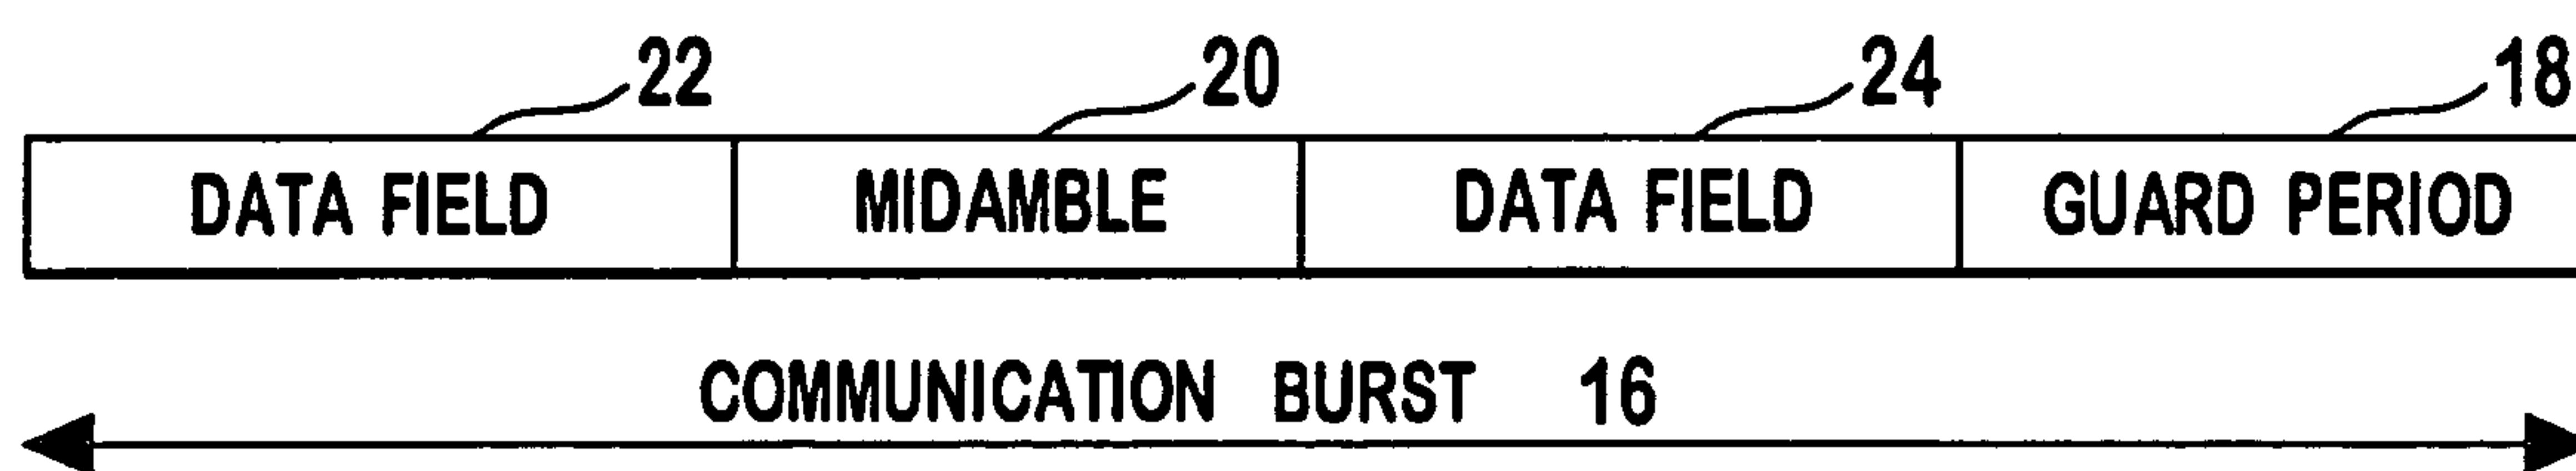 22 20 24 18
DATA FIELD MIDAMBLE DATA FIELD GUARD PERIOD
COMMUNICATION BURST 16